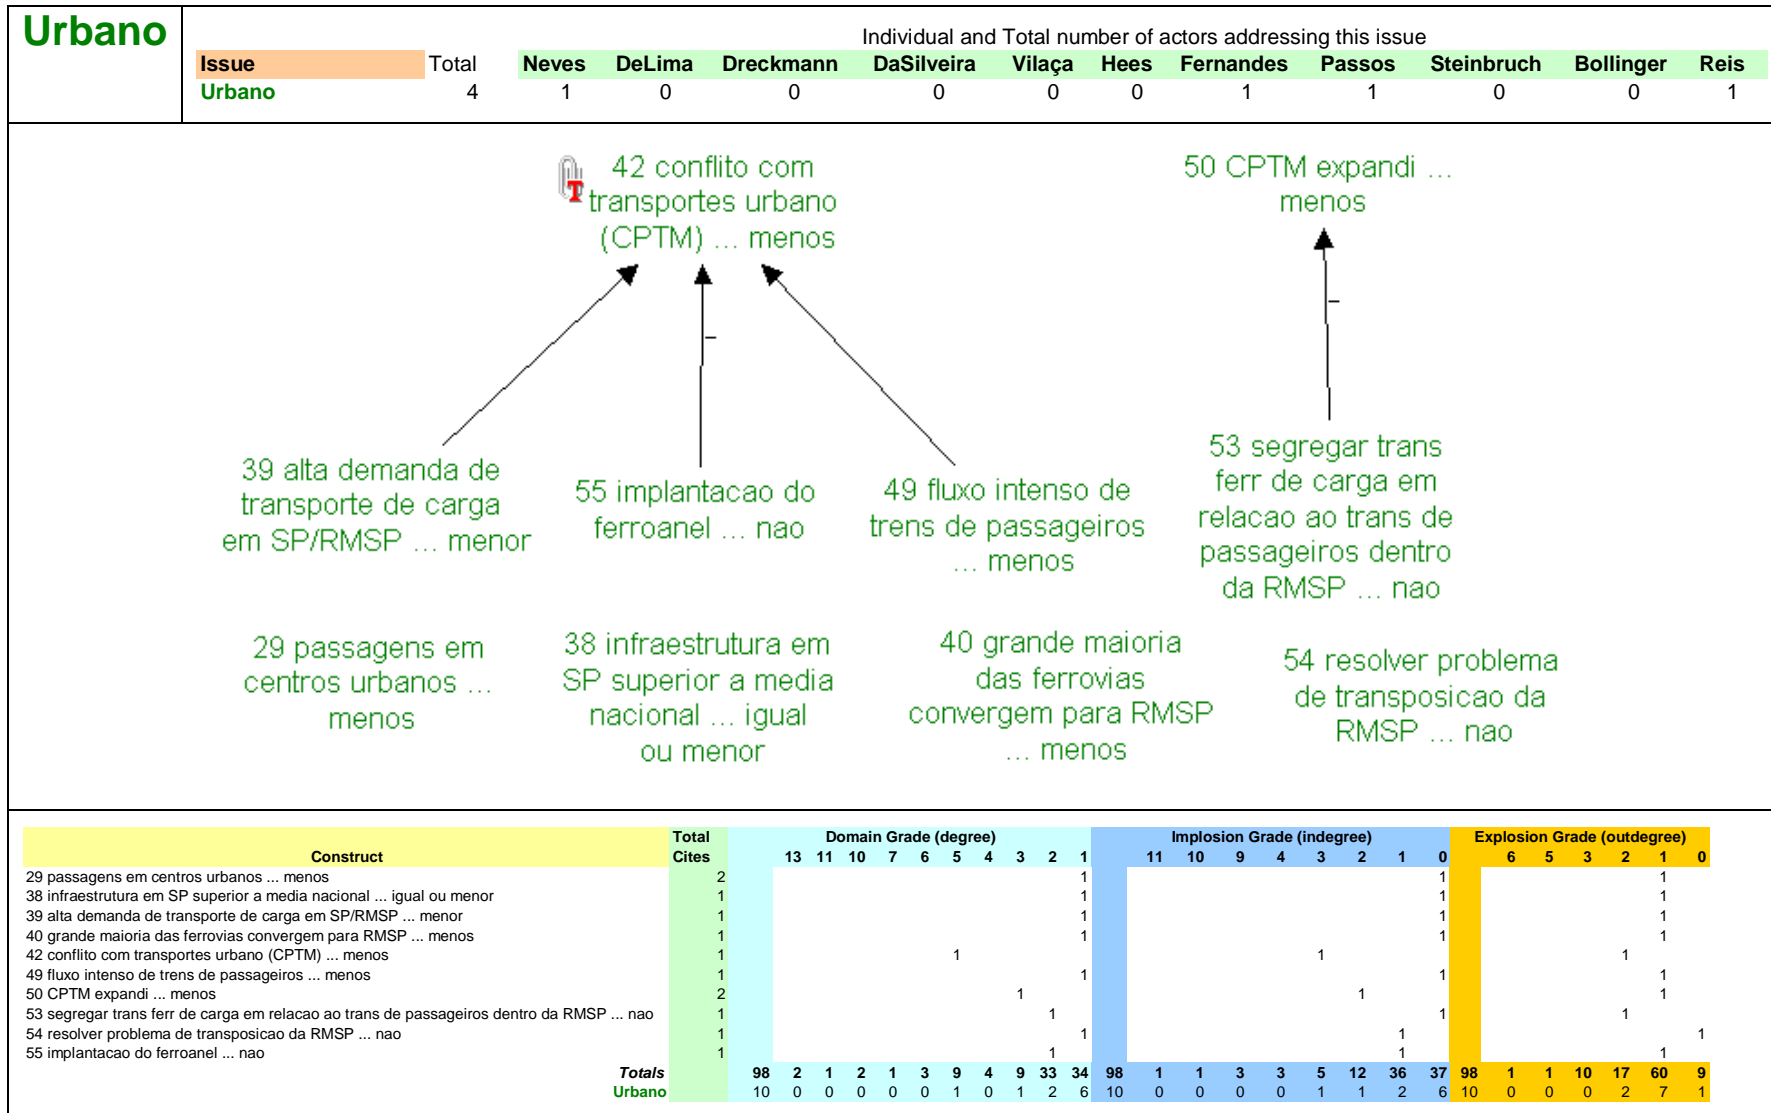 Urbano
Individual and Total number of actors addressing this issue
Issue Total Neves DeLima Dreckmann DaSilveira Vilaça Hees Fernandes Passos Steinbruch Bollinger Reis
Urbano 4 1 0 0 0 0 0 1 1 0 0 1
42 conflito com
transportes urbano
(CPTM) ... menos
50 CPTM expandi ...
menos
39 alta demanda de
transporte de carga
em SP/RMSP ... menor
55 implantacao do
ferroanel ... nao
49 fluxo intenso de
trens de passageiros
... menos
53 segregar trans
ferr de carga em
relacao ao trans de
passageiros dentro
da RMSP ... nao
29 passagens em
centros urbanos ...
menos
38 infraestrutura em
SP superior a media
nacional ... igual
ou menor
40 grande maioria
das ferrovias
convergem para RMSP
... menos
54 resolver problema
de transposicao da
RMSP ... nao
Total Domain Grade (degree) Implosion Grade (indegree) Explosion Grade (outdegree)
Construct Cites 13 11 10 7 6 5 4 3 2 1 11 10 9 4 3 2 1 0 6 5 3 2 1 0
29 passagens em centros urbanos ... menos 2 1 1 1
38 infraestrutura em SP superior a media nacional ... igual ou menor 1 1 1 1
39 alta demanda de transporte de carga em SP/RMSP ... menor 1 1 1 1
40 grande maioria das ferrovias convergem para RMSP ... menos 1 1 1 1
42 conflito com transportes urbano (CPTM) ... menos 1 1 1 1
49 fluxo intenso de trens de passageiros ... menos 1 1 1 1
50 CPTM expandi ... menos 2 1 1 1
53 segregar trans ferr de carga em relacao ao trans de passageiros dentro da RMSP ... nao 1 1 1 1
54 resolver problema de transposicao da RMSP ... nao 1 1 1 1
55 implantacao do ferroanel ... nao 1 1 1 1
Totals 98 2 1 2 1 3 9 4 9 33 34 98 1 1 3 3 5 12 36 37 98 1 1 10 17 60 9
Urbano 10 0 0 0 0 0 1 0 1 2 6 10 0 0 0 0 1 1 2 6 10 0 0 0 2 7 1